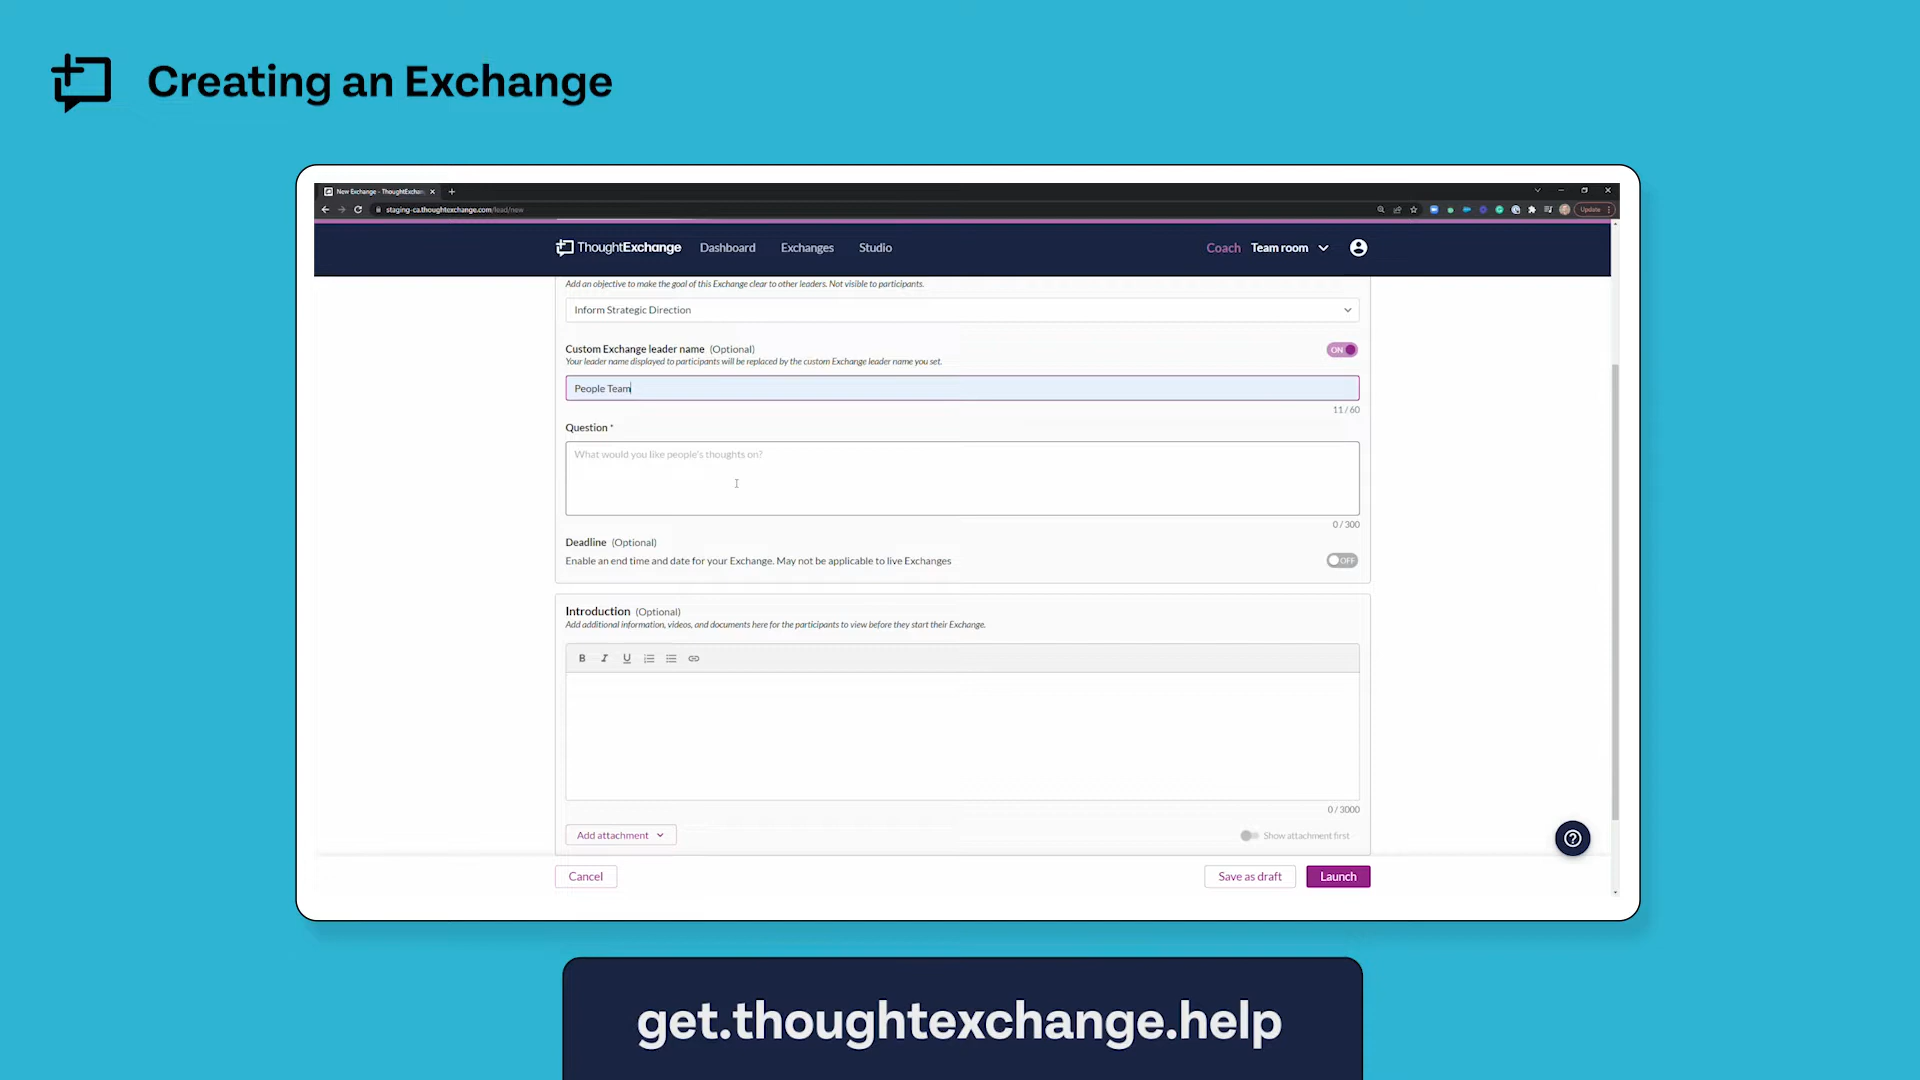 Creating an Exchange
New Exchange - ThoughtExchan
staging-ca.thoughtexchange.com/lead/new
Update
ThoughtExchange Dashboard Exchanges Studio Coach Team room
Add an objective to make the goal of this Exchange clear to other leaders. Not visible to participants.
Inform Strategic Direction
Custom Exchange leader name (Optional) ON
Your leader name displayed to participants will be replaced by the custom Exchange leader name you set.
People Team
11 / 60
Question *
What would you like people's thoughts on?
0 / 300
Deadline (Optional)
Enable an end time and date for your Exchange. May not be applicable to live Exchanges OFF
Introduction (Optional)
Add additional information, videos, and documents here for the participants to view before they start their Exchange.
B I U
0 / 3000
Add attachment Show attachment first
Cancel Save as draft Launch
get.thoughtexchange.help